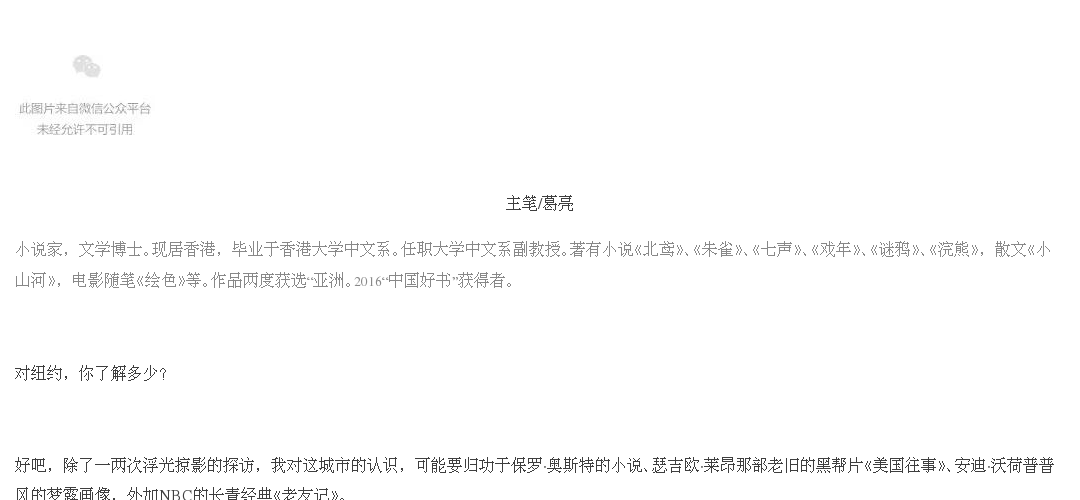 此图片来自微信公众平台
未经允许不可引用
主笔/葛亮
小说家，文学博士。现居香港，毕业于香港大学中文系。任职大学中文系副教授。著有小说《北鸢》、《朱雀》、《七声》、《戏年》、《谜鸦》、《浣熊》，散文《小
山河》，电影随笔《绘色》等。作品两度获选“亚洲。2016“中国好书”获得者。
对纽约，你了解多少？
好吧，除了一两次浮光掠影的探访，我对这城市的认识，可能要归功于保罗·奥斯特的小说、瑟吉欧·莱昂那部老旧的黑帮片《美国往事》、安迪·沃荷普普
风的梦露画像，外加NBC的长青经典《老友记》。